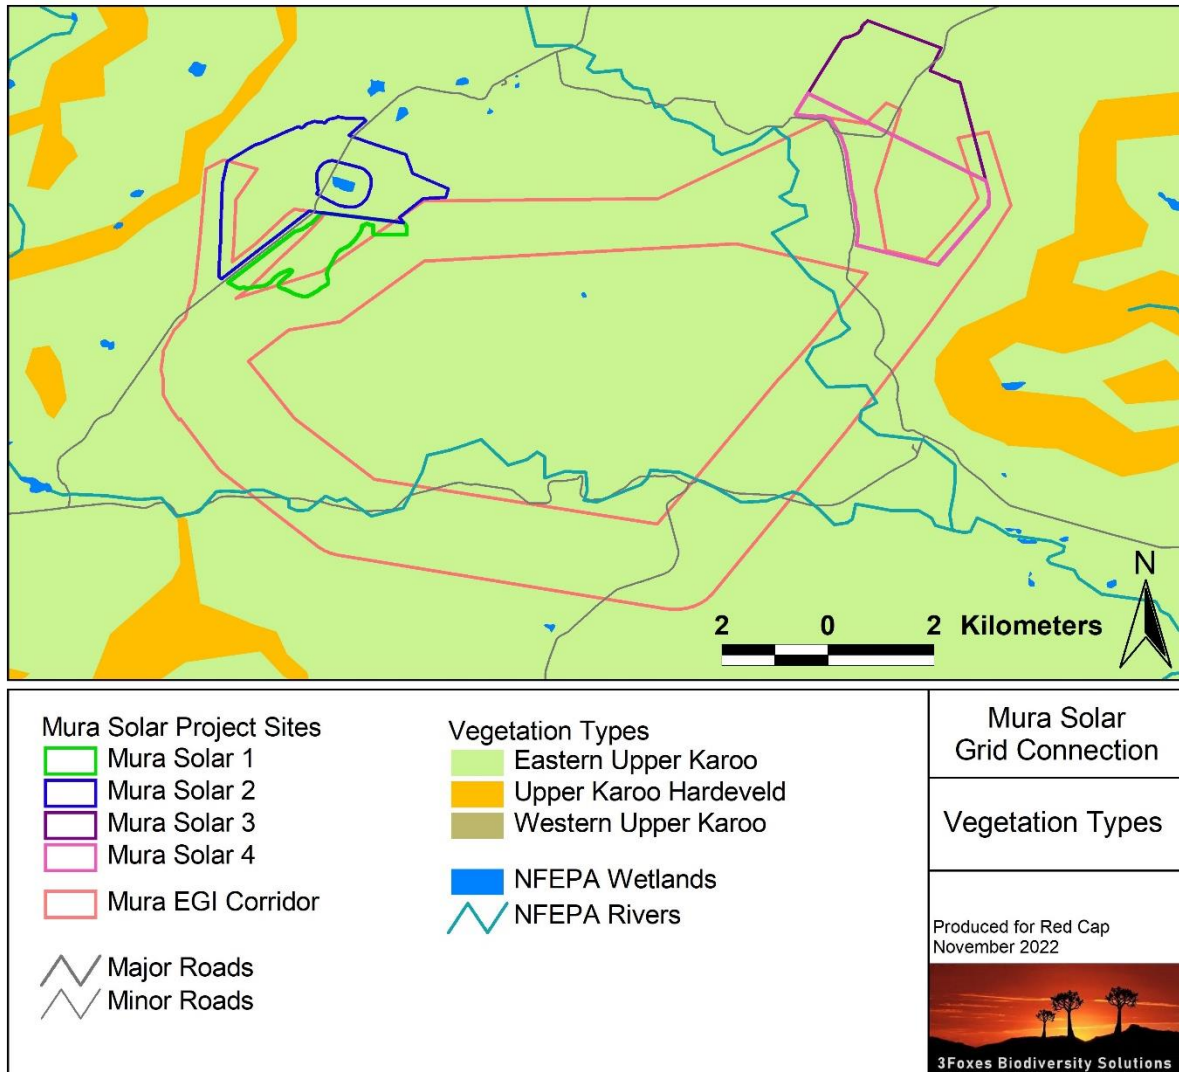 N
2 0 2 Kilometers
Mura Solar Project Sites
Mura Solar 1
Mura Solar 2
Mura Solar 3
Mura Solar 4
Mura EGI Corridor
Major Roads
Minor Roads
Vegetation Types
Eastern Upper Karoo
Upper Karoo Hardeveld
Western Upper Karoo
NFEPA Wetlands
NFEPA Rivers
Mura Solar
Grid Connection
Vegetation Types
Produced for Red Cap
November 2022
3Foxes Biodiversity Solutions